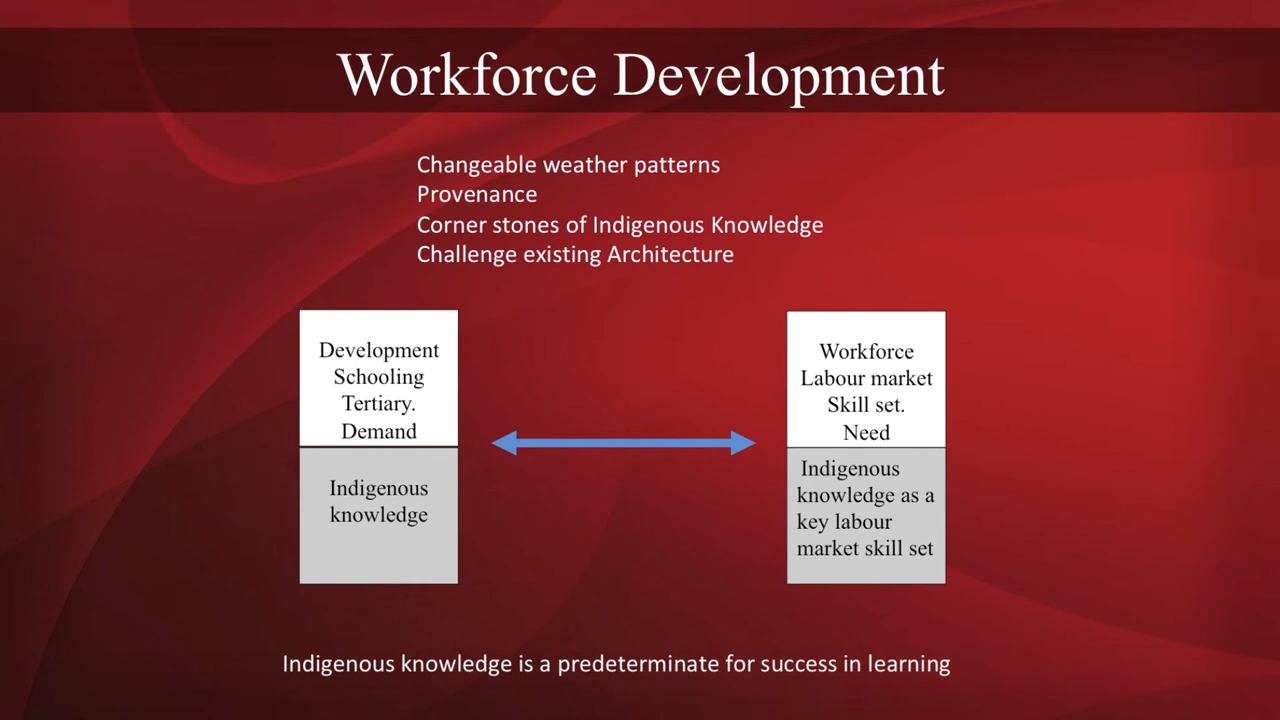 Workforce Development
Changeable weather patterns
Provenance
Corner stones of Indigenous Knowledge
Challenge existing Architecture
Development
Schooling
Tertiary.
Demand
Indigenous
knowledge
Workforce
Labour market
Skill set.
Need
Indigenous
knowledge as a
key labour
market skill set
Indigenous knowledge is a predeterminate for success in learning